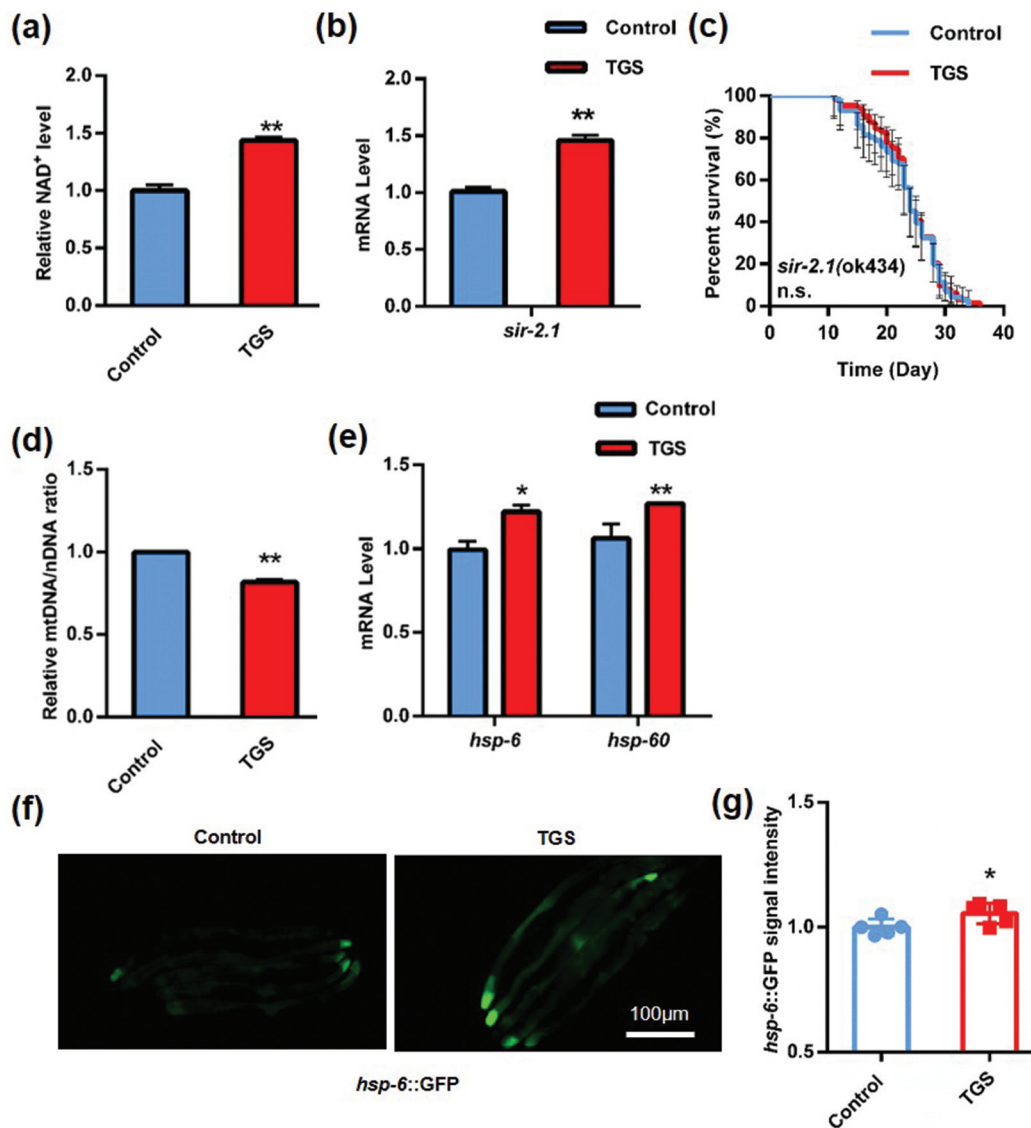 (a)
Relative NAD+ level
2.0
1.5
1.0
0.5
0.0
**
Control
TGS
(b)
Control
TGS
mRNA Level
2.0
1.5
1.0
0.5
0.0
**
sir-2.1
(c)
Control
TGS
Percent survival (%)
100
80
60
40
20
0
sir-2.1(ok434)
n.s.
0
10
20
30
40
Time (Day)
(d)
Relative mtDNA/nDNA ratio
1.5
1.0
0.5
0.0
**
Control
TGS
(e)
Control
TGS
mRNA Level
1.5
1.0
0.5
0.0
*
**
hsp-6
hsp-60
(f)
Control
TGS
100μm
hsp-6::GFP
(g)
hsp-6::GFP signal intensity
1.5
1.0
0.5
*
Control
TGS